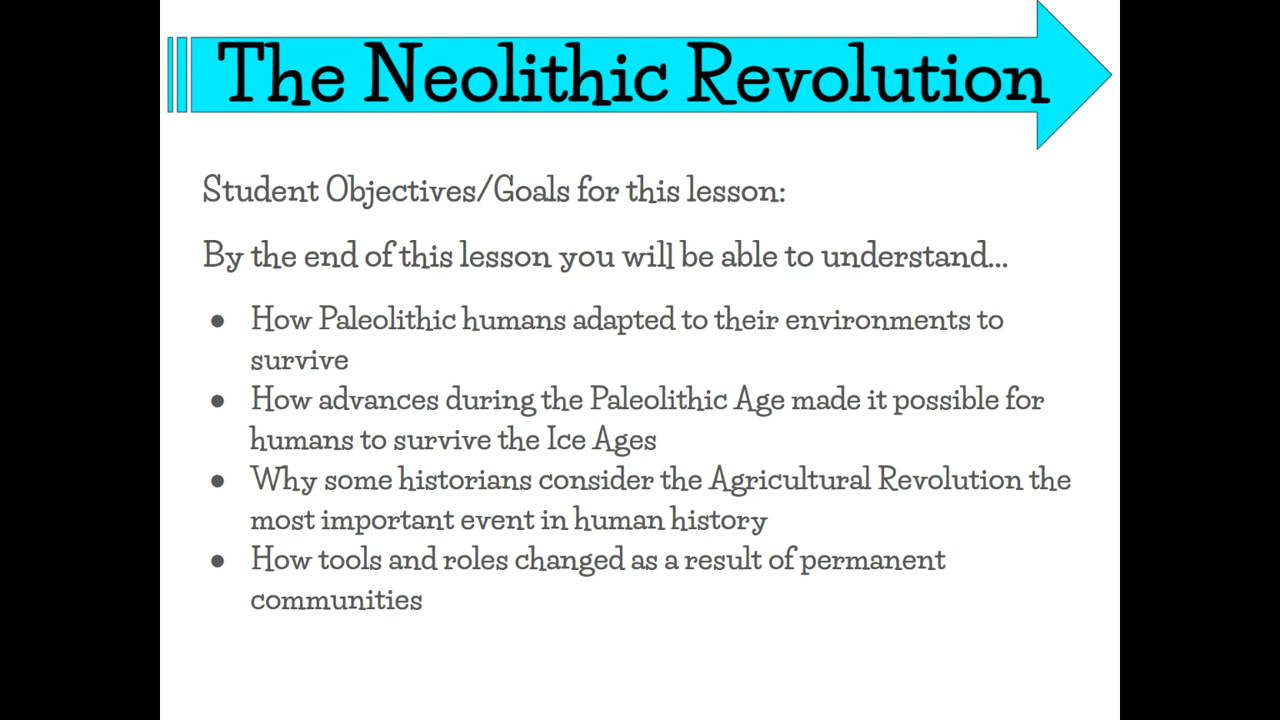 The Neolithic Revolution
Student Objectives/Goals for this lesson:
By the end of this lesson you will be able to understand...
● How Paleolithic humans adapted to their environments to
survive
● How advances during the Paleolithic Age made it possible for
humans to survive the Ice Ages
● Why some historians consider the Agricultural Revolution the
most important event in human history
● How tools and roles changed as a result of permanent
communities